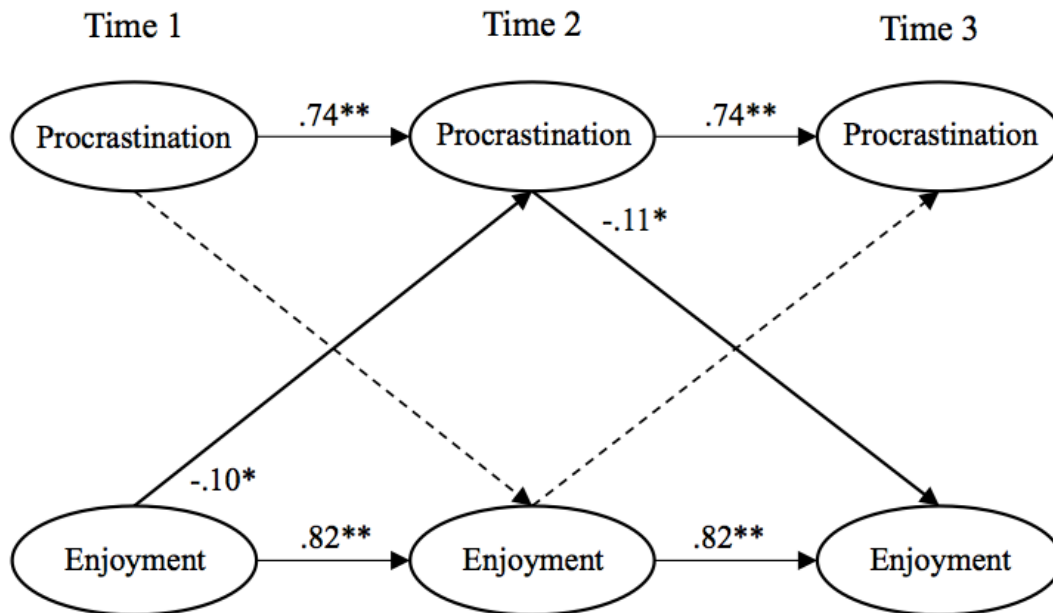 Time 1
Time 2
Time 3
Procrastination
.74**
Procrastination
.74**
Procrastination
-.11*
-.10*
Enjoyment
.82**
Enjoyment
.82**
Enjoyment